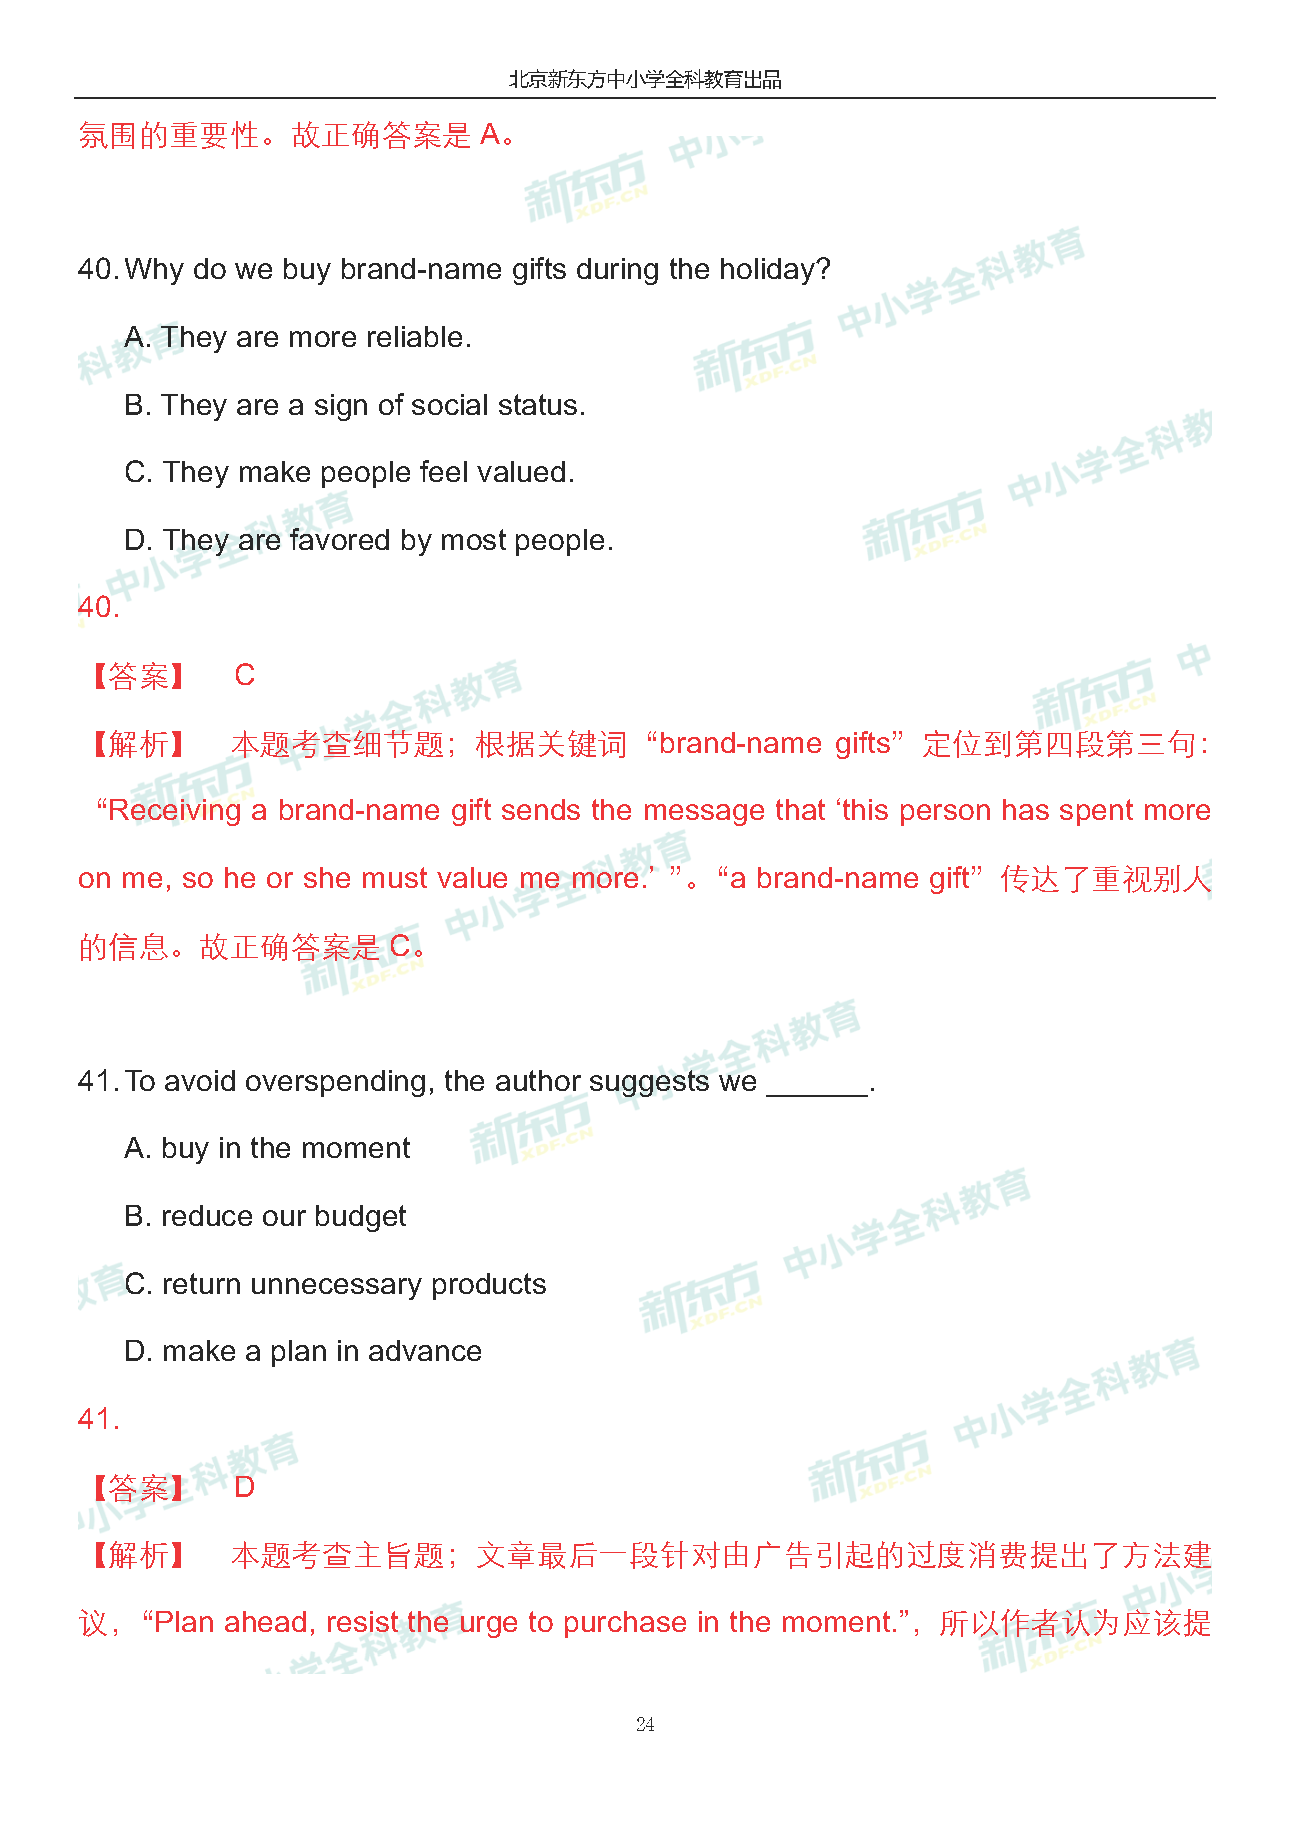 北京新东方中小学全科教育出品
氛围的重要性。故正确答案是 A。
40. Why do we buy brand-name gifts during the holiday?
A. They are more reliable.
B. They are a sign of social status.
C. They make people feel valued.
D. They are favored by most people.
40.
【答案】 C
【解析】 本题考查细节题；根据关键词“brand-name gifts”定位到第四段第三句：
“Receiving a brand-name gift sends the message that ‘this person has spent more
on me, so he or she must value me more.’ ”。“a brand-name gift”传达了重视别人
的信息。故正确答案是 C。
41. To avoid overspending, the author suggests we ______.
A. buy in the moment
B. reduce our budget
C. return unnecessary products
D. make a plan in advance
41.
【答案】 D
【解析】 本题考查主旨题；文章最后一段针对由广告引起的过度消费提出了方法建
议，“Plan ahead, resist the urge to purchase in the moment.”，所以作者认为应该提
24